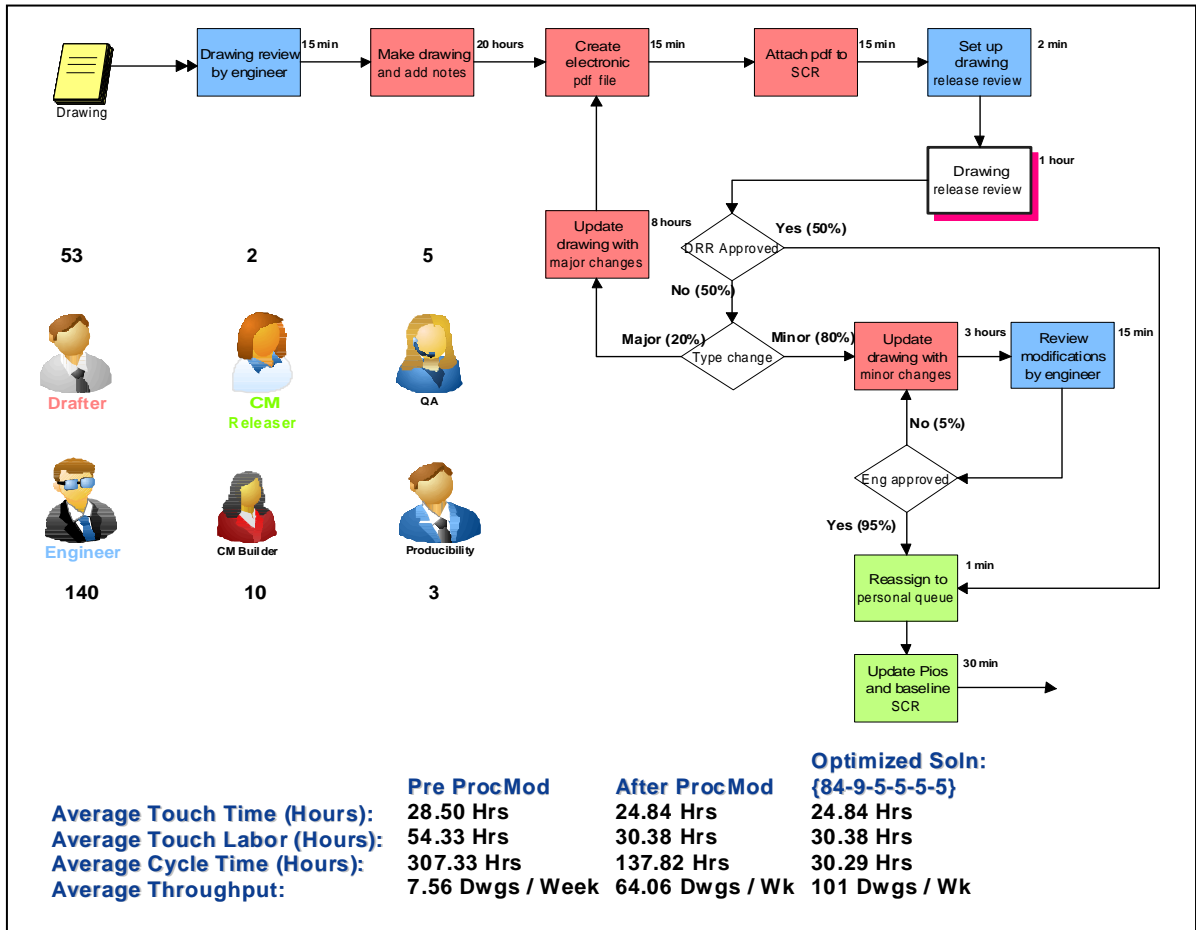 Drawing
Drawing review
by engineer
15 min
Make drawing
and add notes
20 hours
Create
electronic
pdf file
15 min
Attach pdf to
SCR
15 min
Set up
drawing
release review
2 min
Drawing
release review
1 hour
Update
drawing with
major changes
8 hours
DRR Approved
Yes (50%)
No (50%)
Major (20%)
Type change
Minor (80%)
Update
drawing with
minor changes
3 hours
Review
modifications
by engineer
15 min
No (5%)
Eng approved
Yes (95%)
Reassign to
personal queue
1 min
Update Pios
and baseline
SCR
30 min
53
2
5
Drafter
CM
Releaser
QA
Engineer
CM Builder
Producibility
140
10
3
Optimized Soln:
Pre ProcMod After ProcMod {84-9-5-5-5-5}
Average Touch Time (Hours): 28.50 Hrs 24.84 Hrs 24.84 Hrs
Average Touch Labor (Hours): 54.33 Hrs 30.38 Hrs 30.38 Hrs
Average Cycle Time (Hours): 307.33 Hrs 137.82 Hrs 30.29 Hrs
Average Throughput: 7.56 Dwgs / Week 64.06 Dwgs / Wk 101 Dwgs / Wk